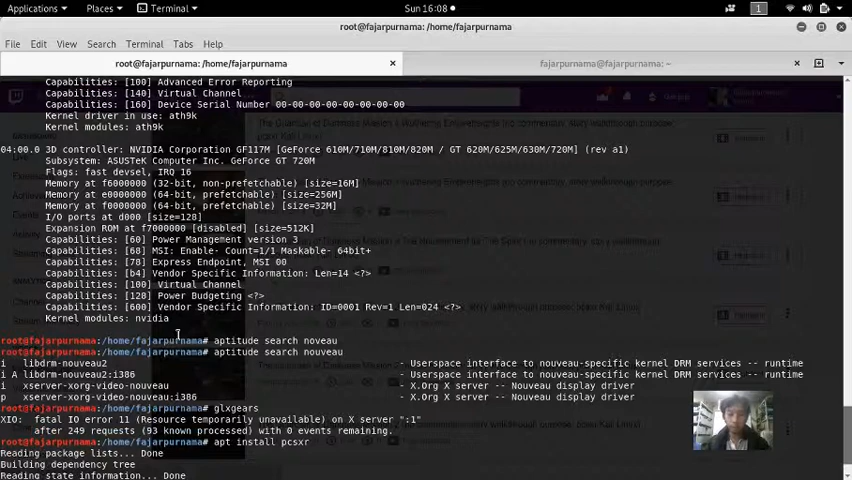 Applications ▾ Places ▾ Terminal ▾ Sun 16:08 1
root@fajarpurnama: /home/fajarpurnama
File Edit View Search Terminal Tabs Help
root@fajarpurnama: /home/fajarpurnama × fajarpurnama@fajarpurnama: ~ ×
Capabilities: [100] Advanced Error Reporting
Capabilities: [140] Virtual Channel
Capabilities: [160] Device Serial Number 00-00-00-00-00-00-00-00
Kernel driver in use: ath9k
Kernel modules: ath9k
04:00.0 3D controller: NVIDIA Corporation GF117M [GeForce 610M/710M/810M/820M / GT 620M/625M/630M/720M] (rev a1)
Subsystem: ASUSTeK Computer Inc. GeForce GT 720M
Flags: fast devsel, IRQ 16
Memory at f6000000 (32-bit, non-prefetchable) [size=16M]
Memory at e0000000 (64-bit, prefetchable) [size=256M]
Memory at f0000000 (64-bit, prefetchable) [size=32M]
I/O ports at d000 [size=128]
Expansion ROM at f7000000 [disabled] [size=512K]
Capabilities: [60] Power Management version 3
Capabilities: [68] MSI: Enable- Count=1/1 Maskable- 64bit+
Capabilities: [78] Express Endpoint, MSI 00
Capabilities: [b4] Vendor Specific Information: Len=14 <?>
Capabilities: [100] Virtual Channel
Capabilities: [128] Power Budgeting <?>
Capabilities: [600] Vendor Specific Information: ID=0001 Rev=1 Len=024 <?>
Kernel modules: nvidia
root@fajarpurnama:/home/fajarpurnama# aptitude search noveau
root@fajarpurnama:/home/fajarpurnama# aptitude search nouveau
i libdrm-nouveau2 - Userspace interface to nouveau-specific kernel DRM services -- runtime
i A libdrm-nouveau2:i386 - Userspace interface to nouveau-specific kernel DRM services -- runtime
i xserver-xorg-video-nouveau - X.Org X server -- Nouveau display driver
p xserver-xorg-video-nouveau:i386 - X.Org X server -- Nouveau display driver
root@fajarpurnama:/home/fajarpurnama# glxgears
XIO: fatal IO error 11 (Resource temporarily unavailable) on X server ":1"
after 249 requests (93 known processed) with 0 events remaining.
root@fajarpurnama:/home/fajarpurnama# apt install pcsxr
Reading package lists... Done
Building dependency tree
Reading state information... Done